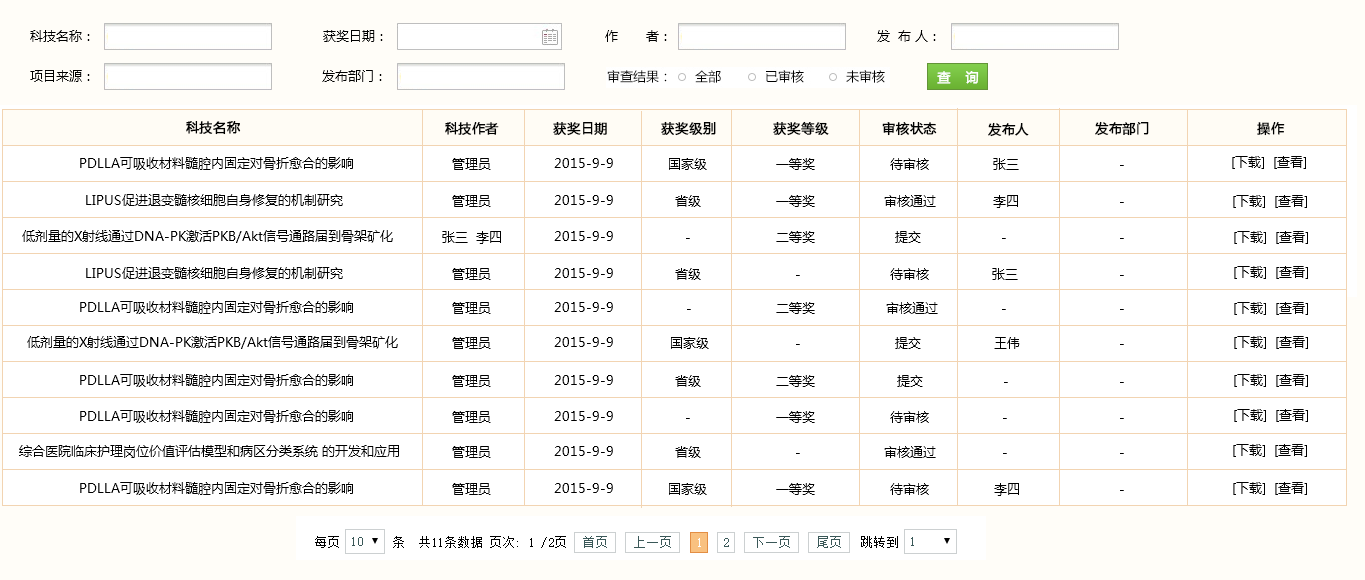 科技名称： 获奖日期： 作 者： 发 布 人：
项目来源： 发布部门： 审查结果： 全部 已审核 未审核 查 询
科技名称 科技作者 获奖日期 获奖级别 获奖等级 审核状态 发布人 发布部门 操作
PDLLA可吸收材料髓腔内固定对骨折愈合的影响 管理员 2015-9-9 国家级 一等奖 待审核 张三 - [下载] [查看]
LIPUS促进退变髓核细胞自身修复的机制研究 管理员 2015-9-9 省级 一等奖 审核通过 李四 - [下载] [查看]
低剂量的X射线通过DNA-PK激活PKB/Akt信号通路届到骨架矿化 张三 李四 2015-9-9 - 二等奖 提交 - - [下载] [查看]
LIPUS促进退变髓核细胞自身修复的机制研究 管理员 2015-9-9 省级 - 待审核 张三 - [下载] [查看]
PDLLA可吸收材料髓腔内固定对骨折愈合的影响 管理员 2015-9-9 - 二等奖 审核通过 - - [下载] [查看]
低剂量的X射线通过DNA-PK激活PKB/Akt信号通路届到骨架矿化 管理员 2015-9-9 国家级 - 提交 王伟 - [下载] [查看]
PDLLA可吸收材料髓腔内固定对骨折愈合的影响 管理员 2015-9-9 省级 二等奖 提交 - - [下载] [查看]
PDLLA可吸收材料髓腔内固定对骨折愈合的影响 管理员 2015-9-9 - 一等奖 待审核 - - [下载] [查看]
综合医院临床护理岗位价值评估模型和病区分类系统 的开发和应用 管理员 2015-9-9 省级 - 审核通过 - - [下载] [查看]
PDLLA可吸收材料髓腔内固定对骨折愈合的影响 管理员 2015-9-9 国家级 一等奖 待审核 李四 - [下载] [查看]
每页 10 条 共11条数据 页次: 1 /2页 首页 上一页 1 2 下一页 尾页 跳转到 1